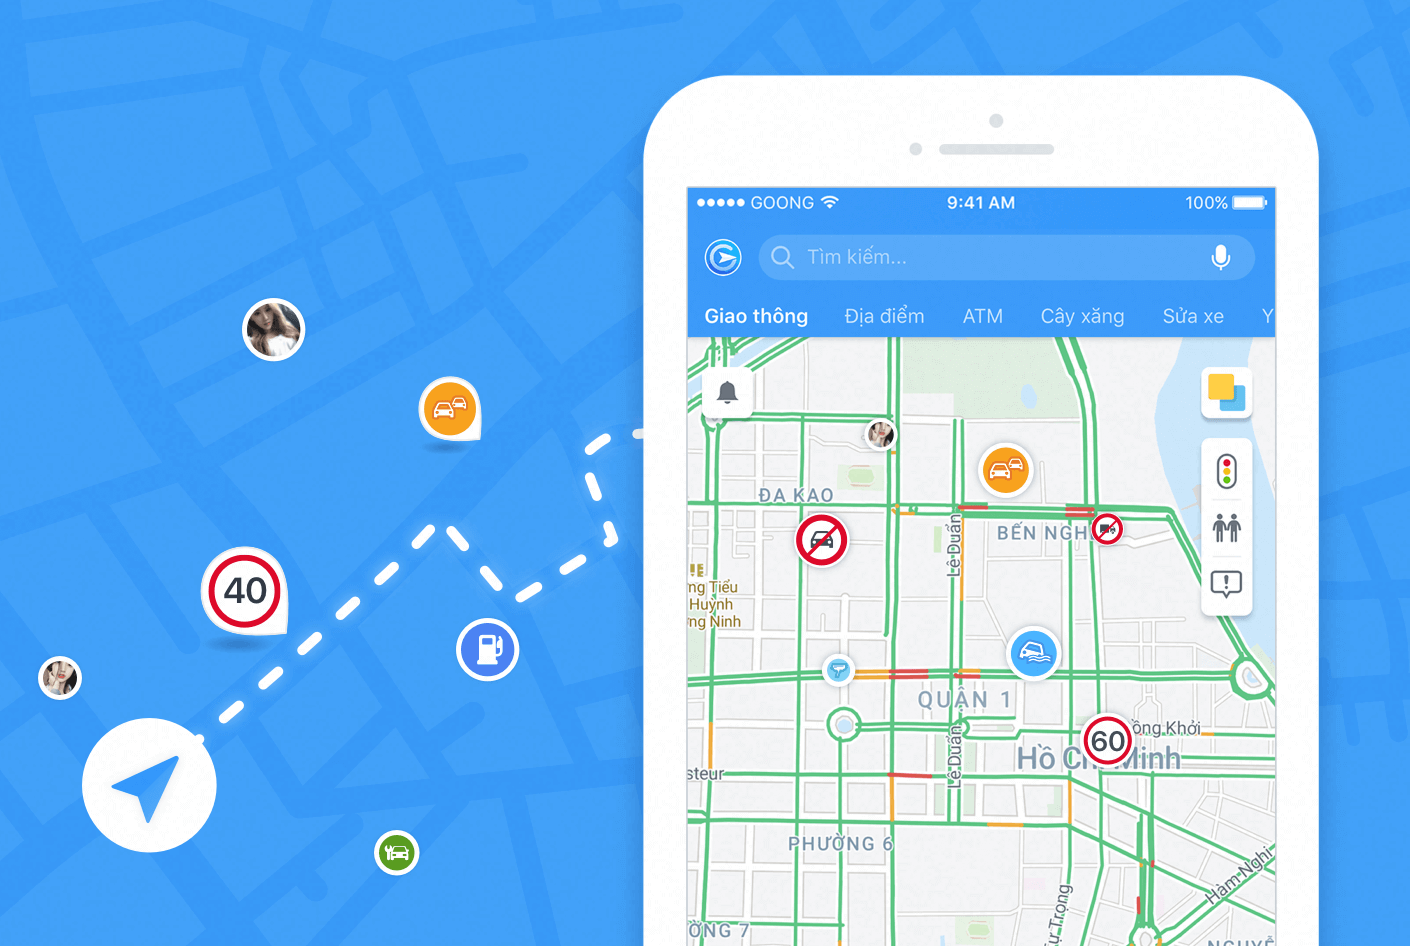 GOONG
9:41 AM
100%
Tìm kiếm...
Giao thông
Địa điểm
ATM
Cây xăng
Sửa xe
Y
ĐA KAO
BẾN NGH
Lê Duẩn
ng Tiểu
Huỳnh
ng Ninh
40
QUẬN 1
60
ồng Khởi
Hồ C Minh
Lê Duẩn
steur
PHƯỜNG 6
Hàm Nghi
ự Trọng
ỜNG 7
NGUYỄ